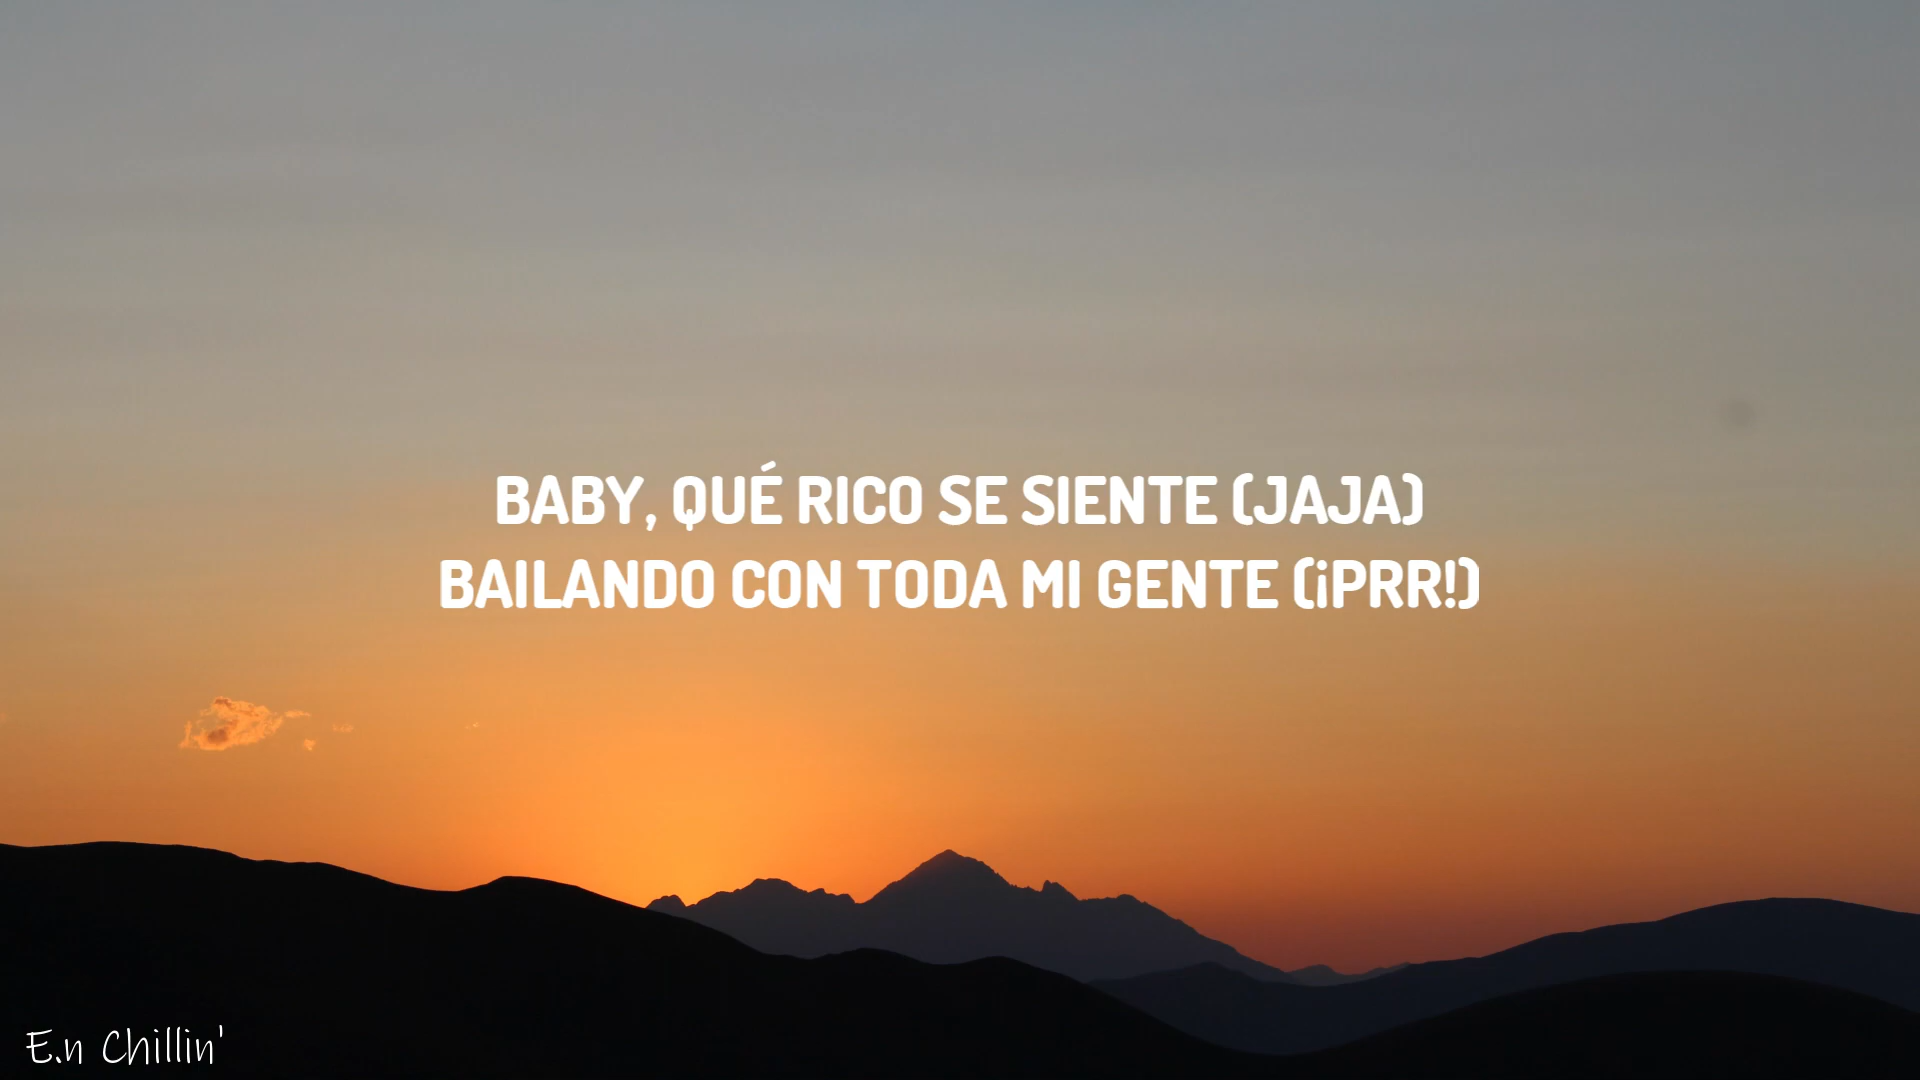 BABY, QUÉ RICO SE SIENTE (JAJA)
BAILANDO CON TODA MI GENTE (¡PRR!)
E.n Chillin'